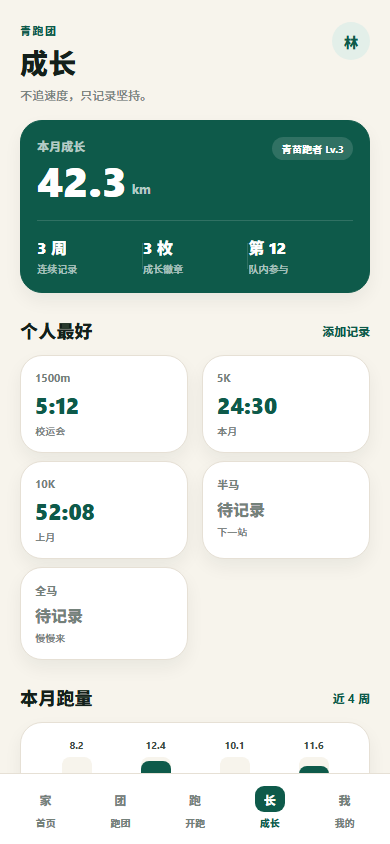 青跑团
成长
林
不追速度，只记录坚持。
本月成长
青苗跑者 Lv.3
42.3 km
3 周
3 枚
第 12
连续记录
成长徽章
队内参与
个人最好
添加记录
1500m
5:12
校运会
5K
24:30
本月
10K
52:08
上月
半马
待记录
下一站
全马
待记录
慢慢来
本月跑量
近 4 周
8.2
12.4
10.1
11.6
家
团
跑
长
我
首页
跑团
开跑
成长
我的